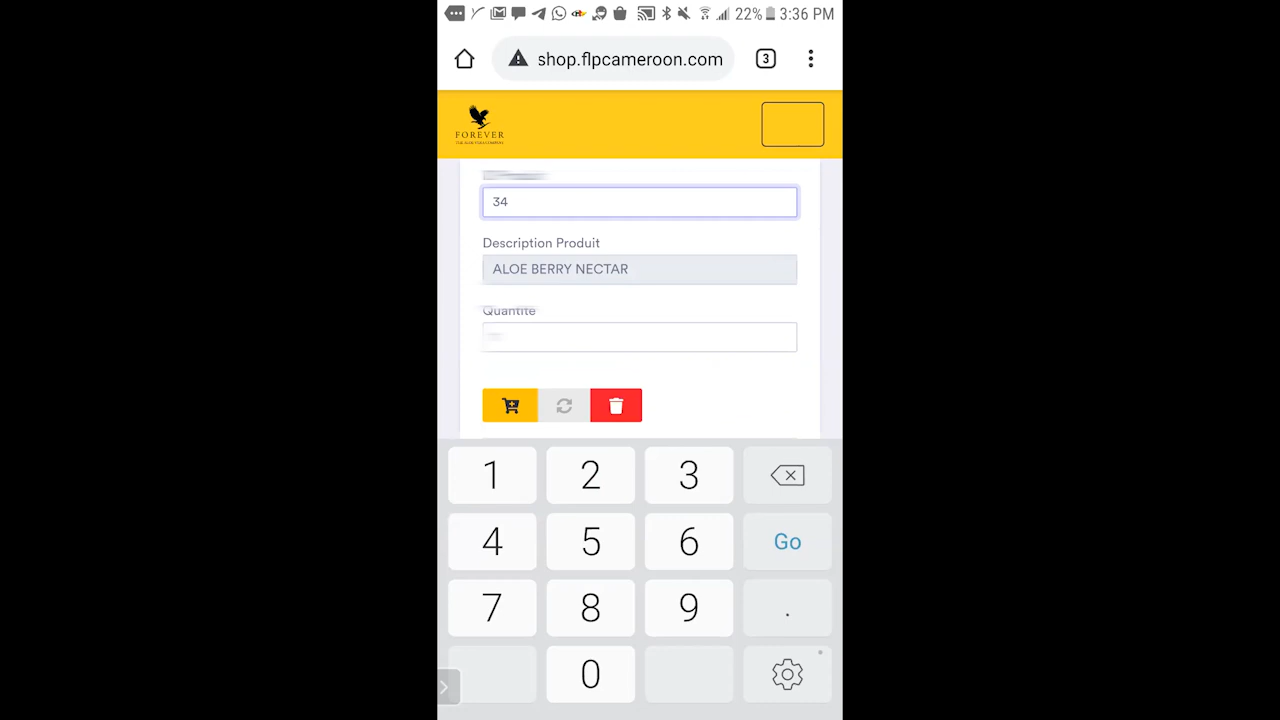 22% 3:36 PM
shop.flpcameroon.com
3
FOREVER
34
Description Produit
ALOE BERRY NECTAR
Quantite
1 2 3
4 5 6 Go
7 8 9 .
0